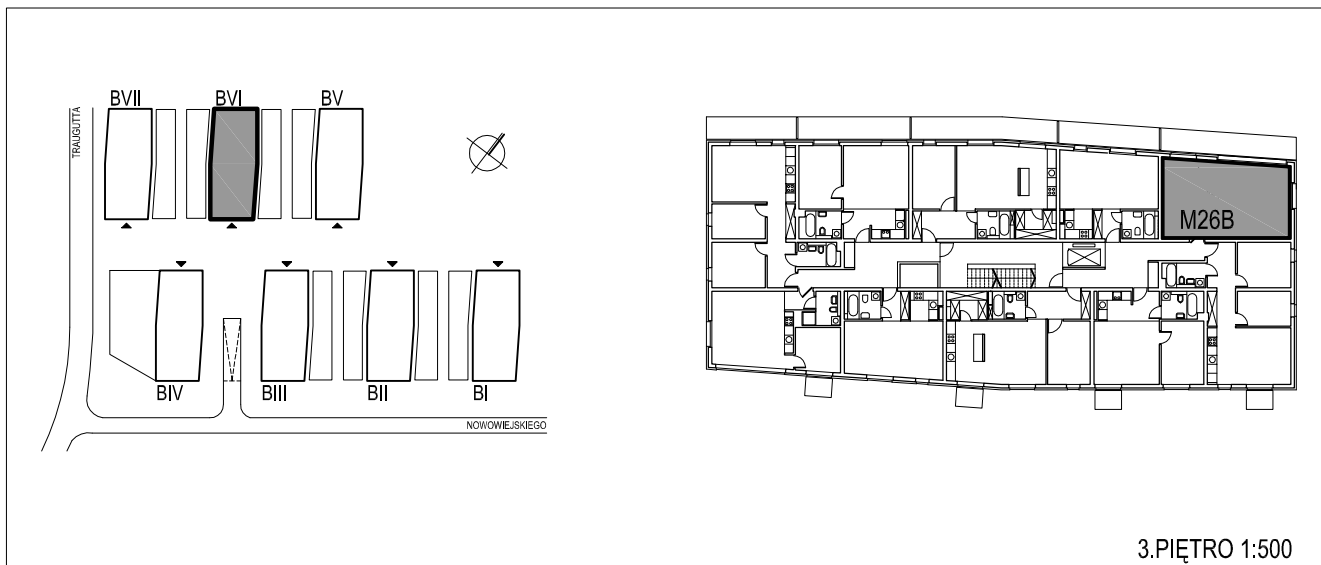 BVII BVI BV
TRAUGUTTA
M26B
BIV BIII BII BI
NOWOWIEJSKIEGO
3.PIĘTRO 1:500